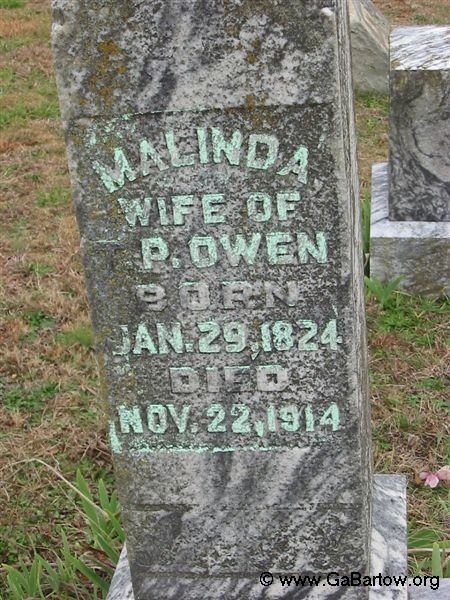 MALINDA,
WIFE OF
P. OWEN
BORN
JAN. 29, 1824
DIED
NOV. 22, 1914
© www.GaBartow.org